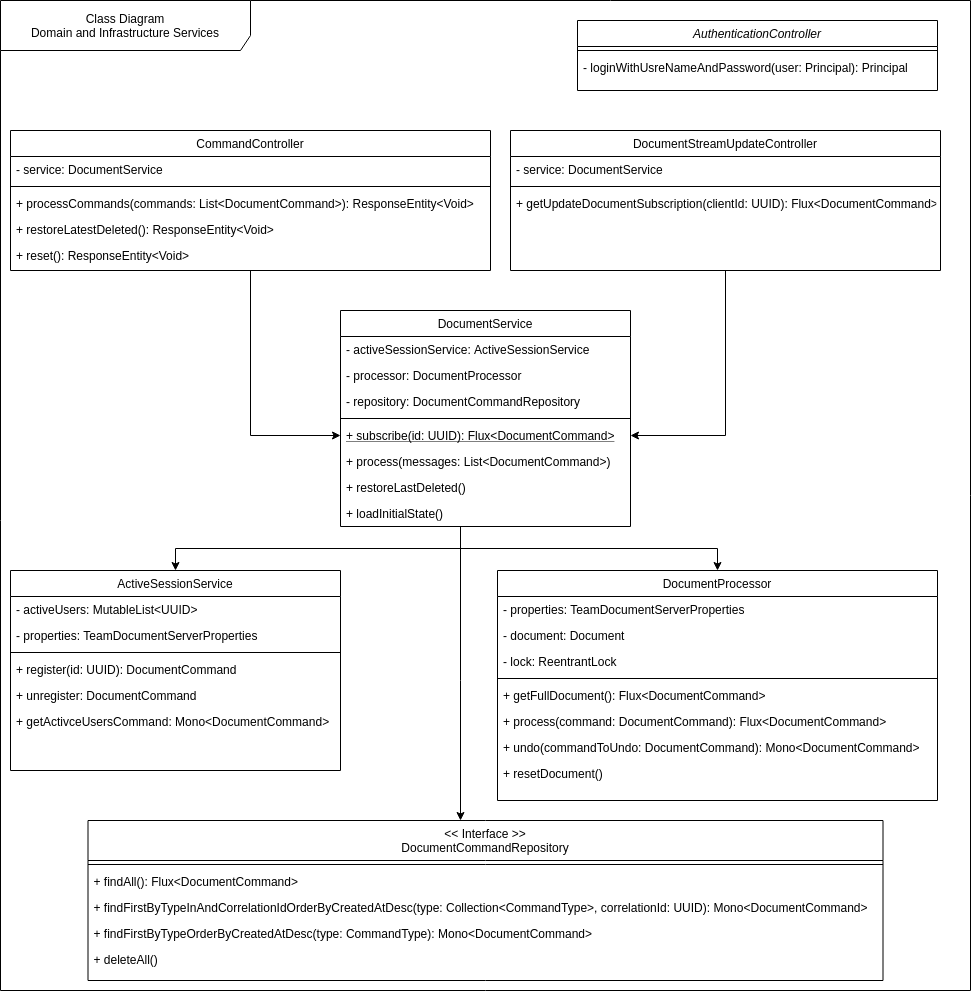 Class Diagram
Domain and Infrastructure Services
AuthenticationController
- loginWithUsreNameAndPassword(user: Principal): Principal
CommandController
- service: DocumentService
+ processCommands(commands: List<DocumentCommand>): ResponseEntity<Void>
+ restoreLatestDeleted(): ResponseEntity<Void>
+ reset(): ResponseEntity<Void>
DocumentStreamUpdateController
- service: DocumentService
+ getUpdateDocumentSubscription(clientId: UUID): Flux<DocumentCommand>
DocumentService
- activeSessionService: ActiveSessionService
- processor: DocumentProcessor
- repository: DocumentCommandRepository
+ subscribe(id: UUID): Flux<DocumentCommand>
+ process(messages: List<DocumentCommand>)
+ restoreLastDeleted()
+ loadInitialState()
ActiveSessionService
- activeUsers: MutableList<UUID>
- properties: TeamDocumentServerProperties
+ register(id: UUID): DocumentCommand
+ unregister: DocumentCommand
+ getActivceUsersCommand: Mono<DocumentCommand>
DocumentProcessor
- properties: TeamDocumentServerProperties
- document: Document
- lock: ReentrantLock
+ getFullDocument(): Flux<DocumentCommand>
+ process(command: DocumentCommand): Flux<DocumentCommand>
+ undo(commandToUndo: DocumentCommand): Mono<DocumentCommand>
+ resetDocument()
<< Interface >>
DocumentCommandRepository
+ findAll(): Flux<DocumentCommand>
+ findFirstByTypeInAndCorrelationIdOrderByCreatedAtDesc(type: Collection<CommandType>, correlationId: UUID): Mono<DocumentCommand>
+ findFirstByTypeOrderByCreatedAtDesc(type: CommandType): Mono<DocumentCommand>
+ deleteAll()